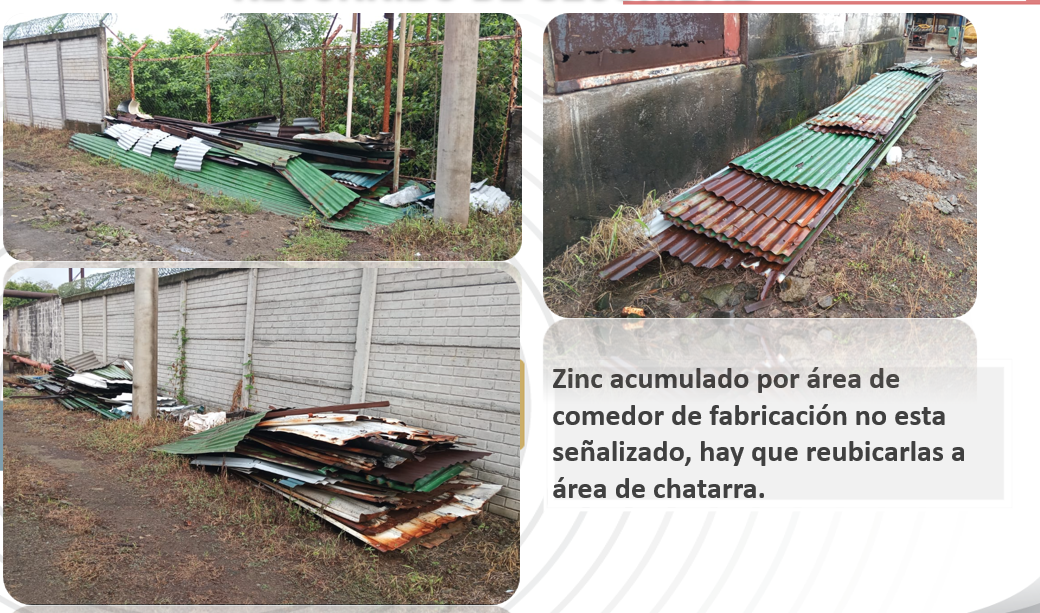 Zinc acumulado por área de
comedor de fabricación no esta
señalizado, hay que reubicarlas a
área de chatarra.